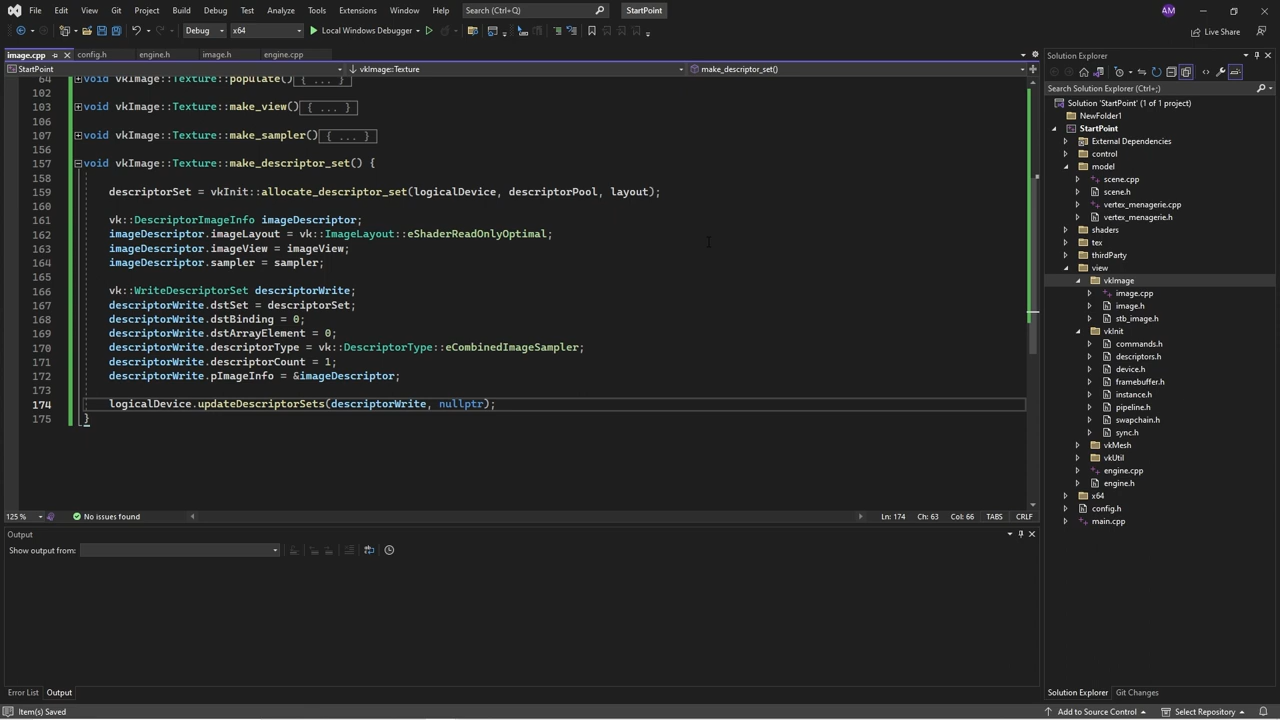 File Edit View Git Project Build Debug Test Analyze Tools Extensions Window Help Search (Ctrl+Q) StartPoint AM
Debug x64 Local Windows Debugger Live Share
image.cpp config.h engine.h image.h engine.cpp
StartPoint vkImage::Texture make_descriptor_set()
64 void vkImage::Texture::populate() { ... }
102
103 void vkImage::Texture::make_view() { ... }
106
107 void vkImage::Texture::make_sampler() { ... }
156
157 void vkImage::Texture::make_descriptor_set() {
158
159 descriptorSet = vkInit::allocate_descriptor_set(logicalDevice, descriptorPool, layout);
160
161 vk::DescriptorImageInfo imageDescriptor;
162 imageDescriptor.imageLayout = vk::ImageLayout::eShaderReadOnlyOptimal;
163 imageDescriptor.imageView = imageView;
164 imageDescriptor.sampler = sampler;
165
166 vk::WriteDescriptorSet descriptorWrite;
167 descriptorWrite.dstSet = descriptorSet;
168 descriptorWrite.dstBinding = 0;
169 descriptorWrite.dstArrayElement = 0;
170 descriptorWrite.descriptorType = vk::DescriptorType::eCombinedImageSampler;
171 descriptorWrite.descriptorCount = 1;
172 descriptorWrite.pImageInfo = &imageDescriptor;
173
174 logicalDevice.updateDescriptorSets(descriptorWrite, nullptr);
175 }
125 % No issues found Ln: 174 Ch: 63 Col: 66 TABS CRLF
Output
Show output from:
Error List Output
Solution Explorer
Search Solution Explorer (Ctrl+;)
Solution 'StartPoint' (1 of 1 project)
NewFolder1
StartPoint
External Dependencies
control
model
scene.cpp
scene.h
vertex_menagerie.cpp
vertex_menagerie.h
shaders
tex
thirdParty
view
vkImage
image.cpp
image.h
stb_image.h
vkInit
commands.h
descriptors.h
device.h
framebuffer.h
instance.h
pipeline.h
swapchain.h
sync.h
vkMesh
vkUtil
engine.cpp
engine.h
x64
config.h
main.cpp
Solution Explorer Git Changes
Item(s) Saved Add to Source Control Select Repository